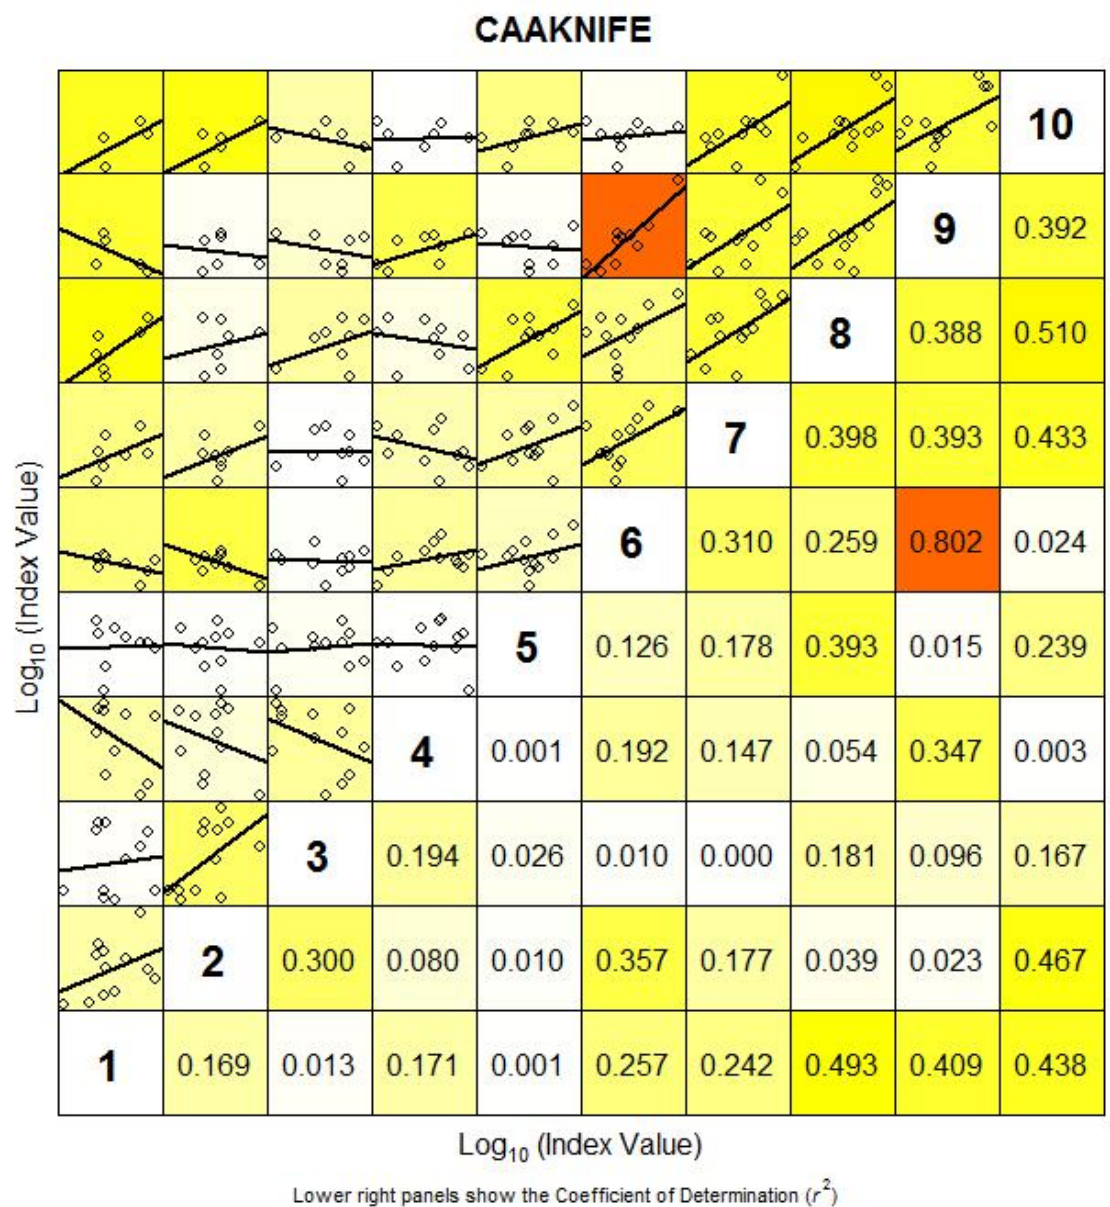 CAAKNIFE
10
9 0.392
8 0.388 0.510
7 0.398 0.393 0.433
6 0.310 0.259 0.802 0.024
5 0.126 0.178 0.393 0.015 0.239
4 0.001 0.192 0.147 0.054 0.347 0.003
3 0.194 0.026 0.010 0.000 0.181 0.096 0.167
2 0.300 0.080 0.010 0.357 0.177 0.039 0.023 0.467
1 0.169 0.013 0.171 0.001 0.257 0.242 0.493 0.409 0.438
Log₁₀ (Index Value)
Log₁₀ (Index Value)
Lower right panels show the Coefficient of Determination (r²)